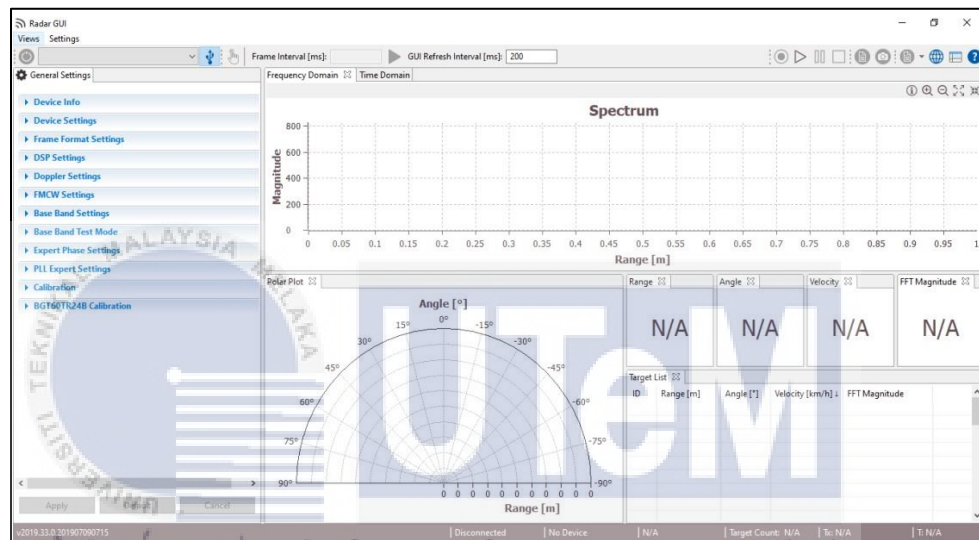 Radar GUI
Views Settings
Frame Interval [ms]: GUI Refresh Interval [ms]: 200
General Settings
Device Info
Device Settings
Frame Format Settings
DSP Settings
Doppler Settings
FMCW Settings
Base Band Settings
Base Band Test Mode
Expert Phase Settings
PLL Expert Settings
Calibration
BGT60TR24B Calibration
Apply Default Cancel
Frequency Domain Time Domain
Spectrum
Magnitude
800
600
400
200
0
0 0.05 0.1 0.15 0.2 0.25 0.3 0.35 0.4 0.45 0.5 0.55 0.6 0.65 0.7 0.75 0.8 0.85 0.9 0.95 1
Range [m]
Polar Plot
Angle [°]
0°
15° -15°
30° -30°
45° -45°
60° -60°
75° -75°
90° -90°
0 0 0 0 0 0 0 0 0 0
Range [m]
Range Angle Velocity FFT Magnitude
N/A N/A N/A N/A
Target List
ID Range [m] Angle [°] Velocity [km/h] ↓ FFT Magnitude
v2019.33.0.201907090715 Disconnected No Device N/A Target Count: N/A Tx: N/A T: N/A
UNIVERSITI TEKNIKAL MALAYSIA MELAKA
UTeM